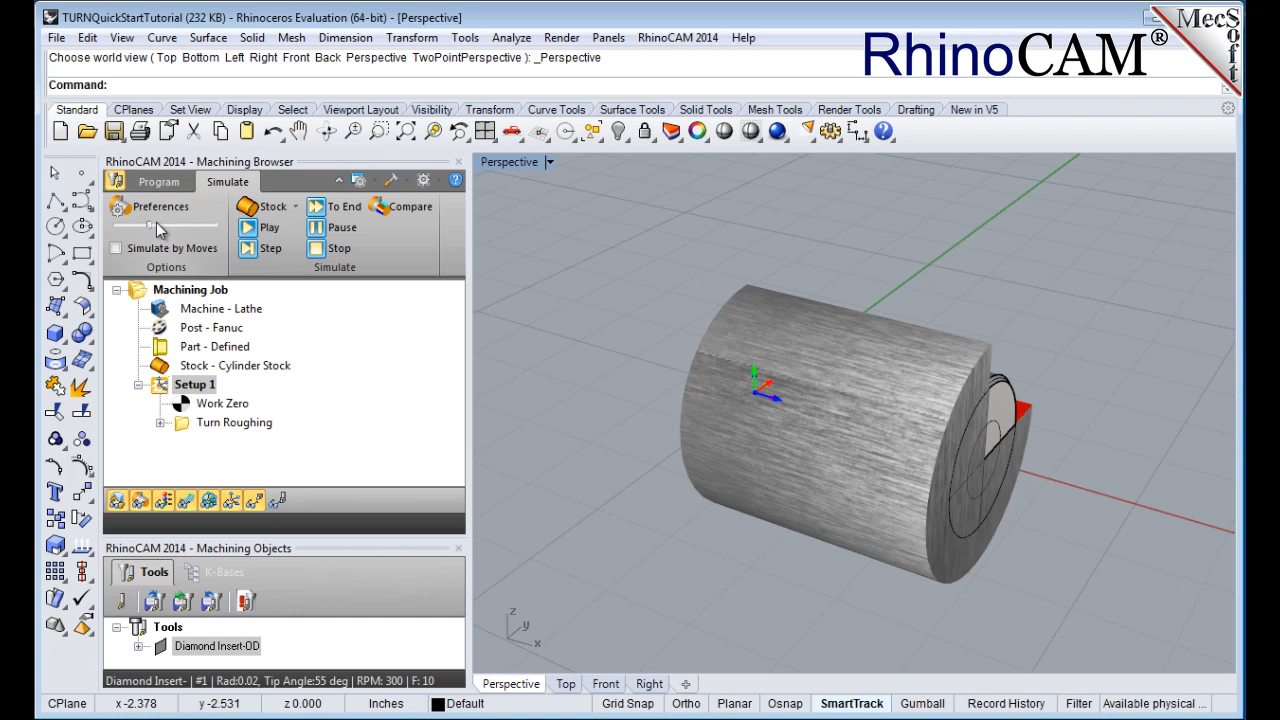 TURNQuickStartTutorial (232 KB) - Rhinoceros Evaluation (64-bit) - [Perspective]
MecSoft
File Edit View Curve Surface Solid Mesh Dimension Transform Tools Analyze Render Panels RhinoCAM 2014 Help
RhinoCAM®
Choose world view ( Top Bottom Left Right Front Back Perspective TwoPointPerspective ): _Perspective
Command:
Standard CPlanes Set View Display Select Viewport Layout Visibility Transform Curve Tools Surface Tools Solid Tools Mesh Tools Render Tools Drafting New in V5
RhinoCAM 2014 - Machining Browser
Program Simulate
Preferences Stock To End Compare
Play Pause
Simulate by Moves Step Stop
Options Simulate
Machining Job
Machine - Lathe
Post - Fanuc
Part - Defined
Stock - Cylinder Stock
Setup 1
Work Zero
Turn Roughing
RhinoCAM 2014 - Machining Objects
Tools K-Bases
Tools
Diamond Insert-OD
Diamond Insert- | #1 | Rad:0.02, Tip Angle:55 deg | RPM: 300 | F: 10
Perspective
z
y
x
Perspective Top Front Right
CPlane x -2.378 y -2.531 z 0.000 Inches Default Grid Snap Ortho Planar Osnap SmartTrack Gumball Record History Filter Available physical ...